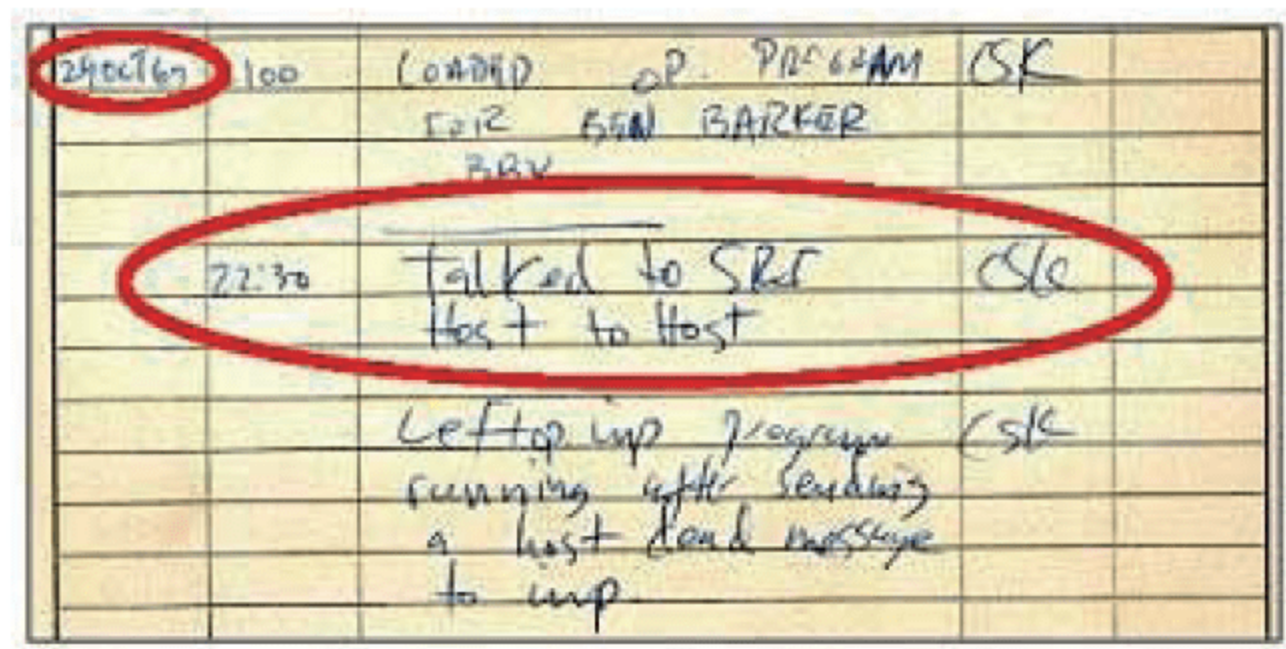 29OCT69 100 LOADED OP. PROGRAM CSK
FOR BEN BARKER
BBV
22:30 Talked to SRI CSK
Host to Host
Left op imp program CSK
running after sending
a host dead message
to imp